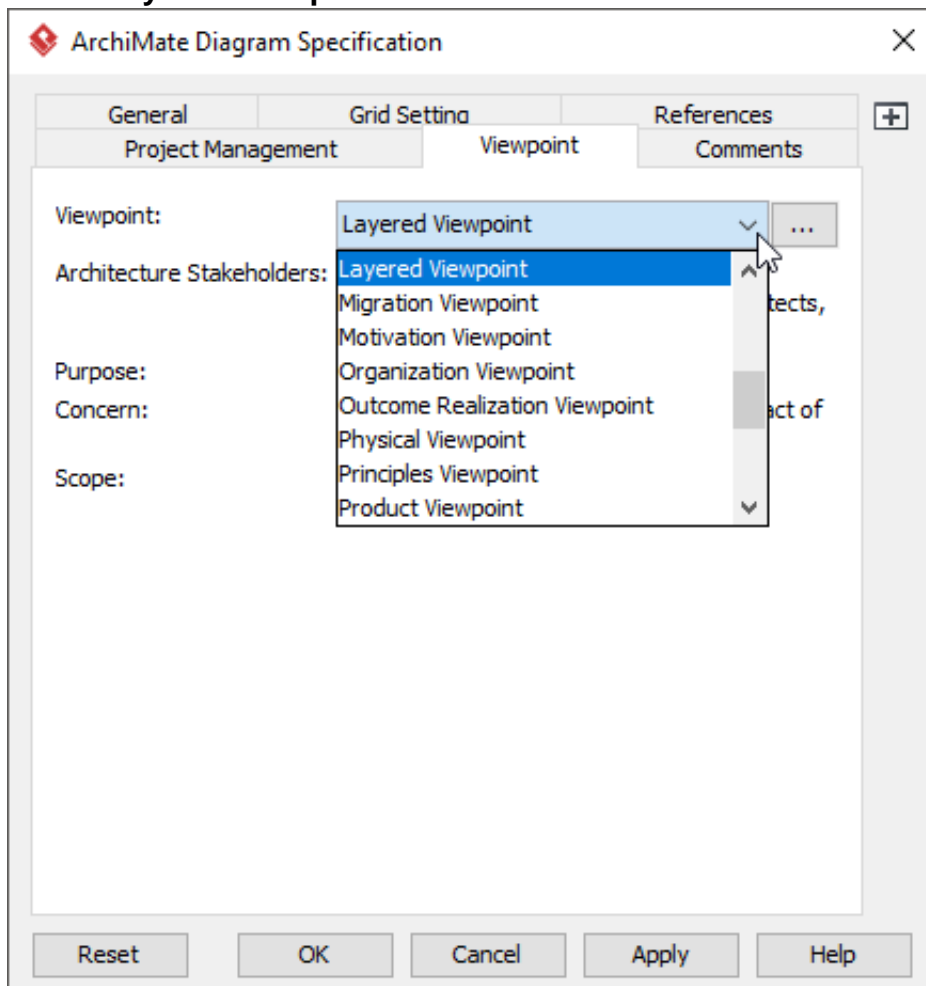 ArchiMate Diagram Specification
General Grid Setting References
Project Management Viewpoint Comments
Viewpoint: Layered Viewpoint ...
Architecture Stakeholders: Layered Viewpoint
Migration Viewpoint tects,
Motivation Viewpoint
Purpose: Organization Viewpoint
Concern: Outcome Realization Viewpoint act of
Physical Viewpoint
Scope: Principles Viewpoint
Product Viewpoint
Reset OK Cancel Apply Help